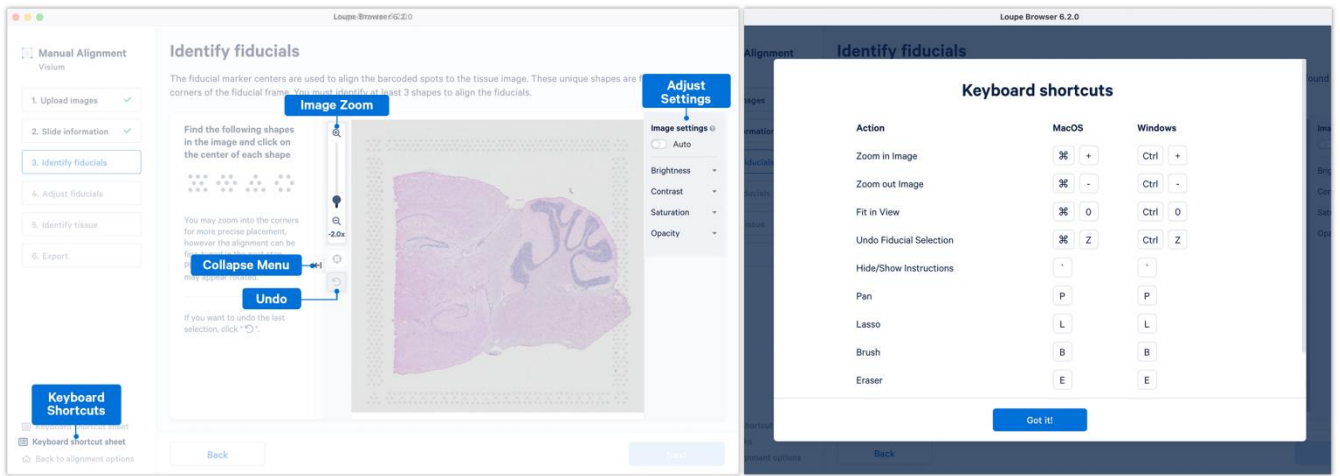 Loupe Browser 6.2.0
Manual Alignment
Visium
1. Upload images
2. Slide information
3. Identify fiducials
4. Adjust fiducials
5. Identify tissue
6. Export
Keyboard
Shortcuts
Keyboard shortcut sheet
Keyboard shortcut sheet
Back to alignment options
Identify fiducials
The fiducial marker centers are used to align the barcoded spots to the tissue image. These unique shapes are f
corners of the fiducial frame. You must identify at least 3 shapes to align the fiducials.
Image Zoom
Adjust
Settings
Find the following shapes
in the image and click on
the center of each shape
You may zoom into the corners
for more precise placement,
however the alignment can be
may appear rotated.
Collapse Menu
Undo
If you want to undo the last
selection, click " ".
-2.0x
Image settings
Auto
Brightness
Contrast
Saturation
Opacity
Back
Next
Loupe Browser 6.2.0
Alignment
Identify fiducials
ound
Keyboard shortcuts
Action MacOS Windows
Zoom in Image ⌘ + Ctrl +
Zoom out Image ⌘ - Ctrl -
Fit in View ⌘ 0 Ctrl 0
Undo Fiducial Selection ⌘ Z Ctrl Z
Hide/Show Instructions ` `
Pan P P
Lasso L L
Brush B B
Eraser E E
Got it!
Back